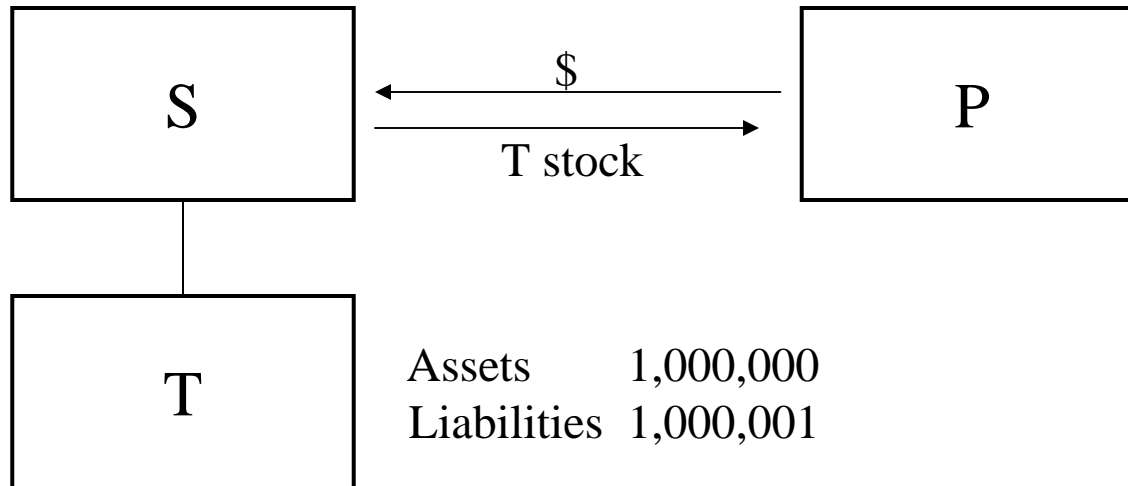 S
$
T stock
P
T
Assets 1,000,000
Liabilities 1,000,001